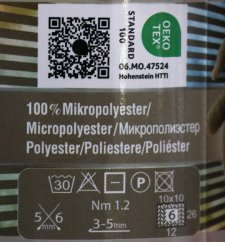 STANDARD
100
OEKO
TEX®
06.MO.47524
Hohenstein HTTI
100% Mikropolyester/
Micropolyester/Микрополиэстер
Polyester/Poliestere/Poliéster
30
P
Nm 1.2
5 6
mm
3-5mm
10x10
6
26
12